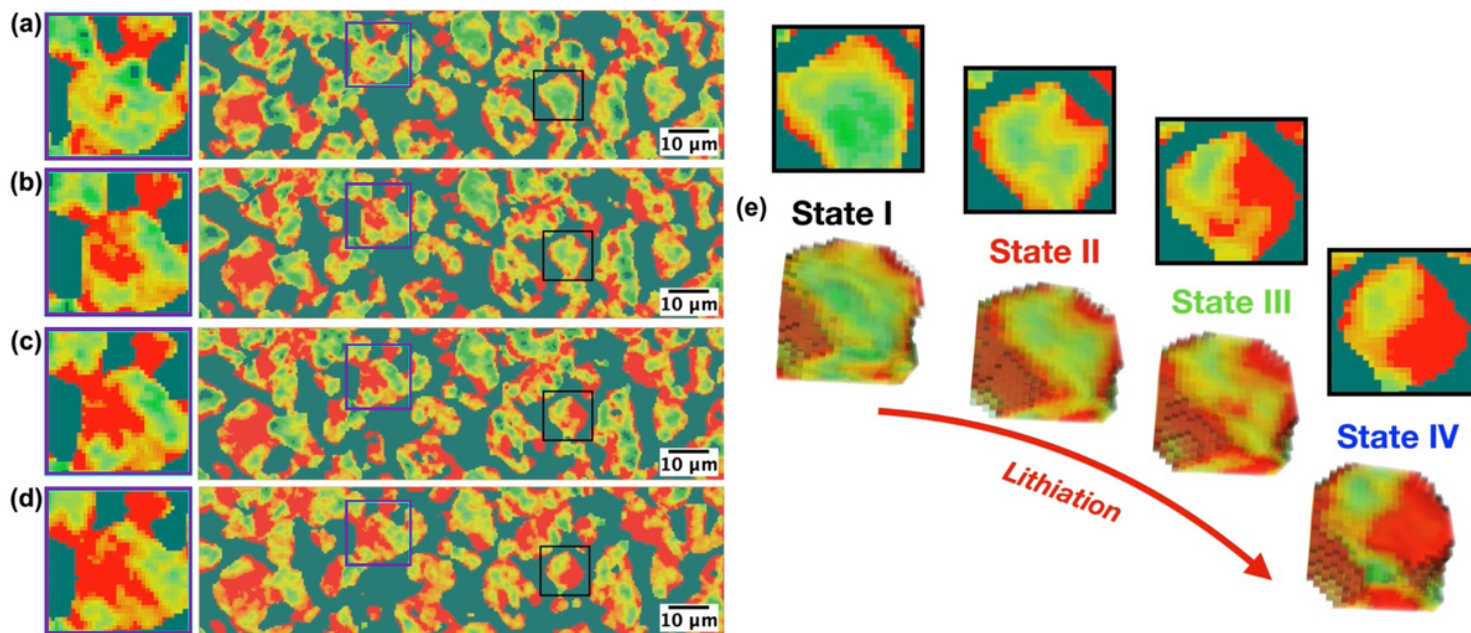 (a)
10 µm
(b)
10 µm
(c)
10 µm
(d)
10 µm
(e)
State I
State II
State III
State IV
Lithiation